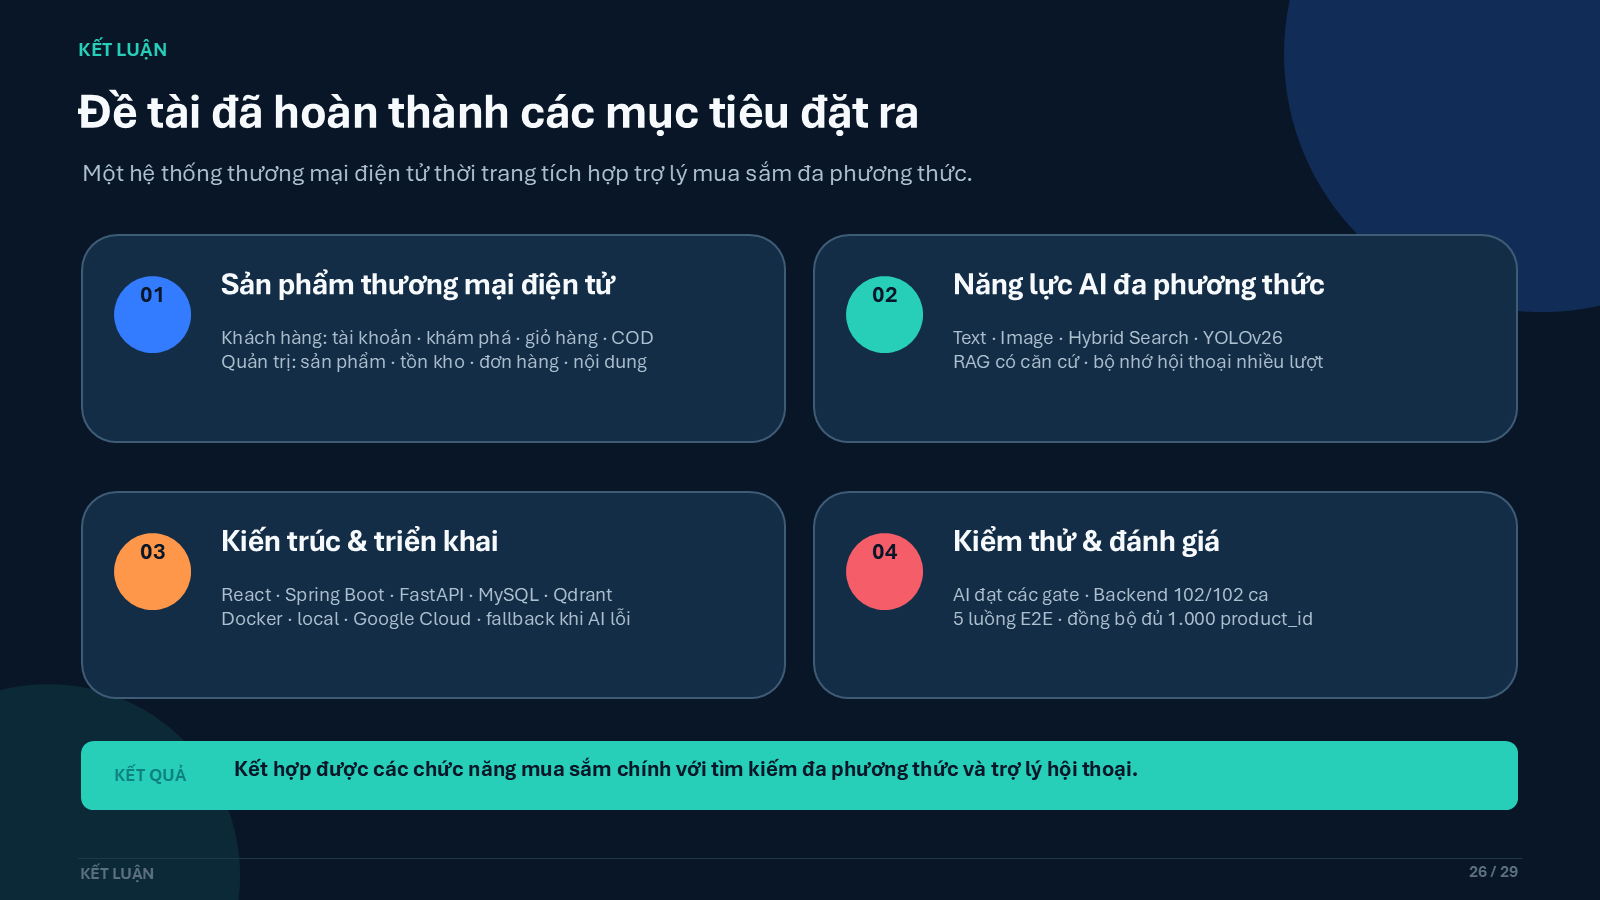 KẾT LUẬN
Đề tài đã hoàn thành các mục tiêu đặt ra
Một hệ thống thương mại điện tử thời trang tích hợp trợ lý mua sắm đa phương thức.
01
Sản phẩm thương mại điện tử
Khách hàng: tài khoản · khám phá · giỏ hàng · COD
Quản trị: sản phẩm · tồn kho · đơn hàng · nội dung
02
Năng lực AI đa phương thức
Text · Image · Hybrid Search · YOLOv26
RAG có căn cứ · bộ nhớ hội thoại nhiều lượt
03
Kiến trúc & triển khai
React · Spring Boot · FastAPI · MySQL · Qdrant
Docker · local · Google Cloud · fallback khi AI lỗi
04
Kiểm thử & đánh giá
AI đạt các gate · Backend 102/102 ca
5 luồng E2E · đồng bộ đủ 1.000 product_id
KẾT QUẢ
Kết hợp được các chức năng mua sắm chính với tìm kiếm đa phương thức và trợ lý hội thoại.
KẾT LUẬN
26 / 29